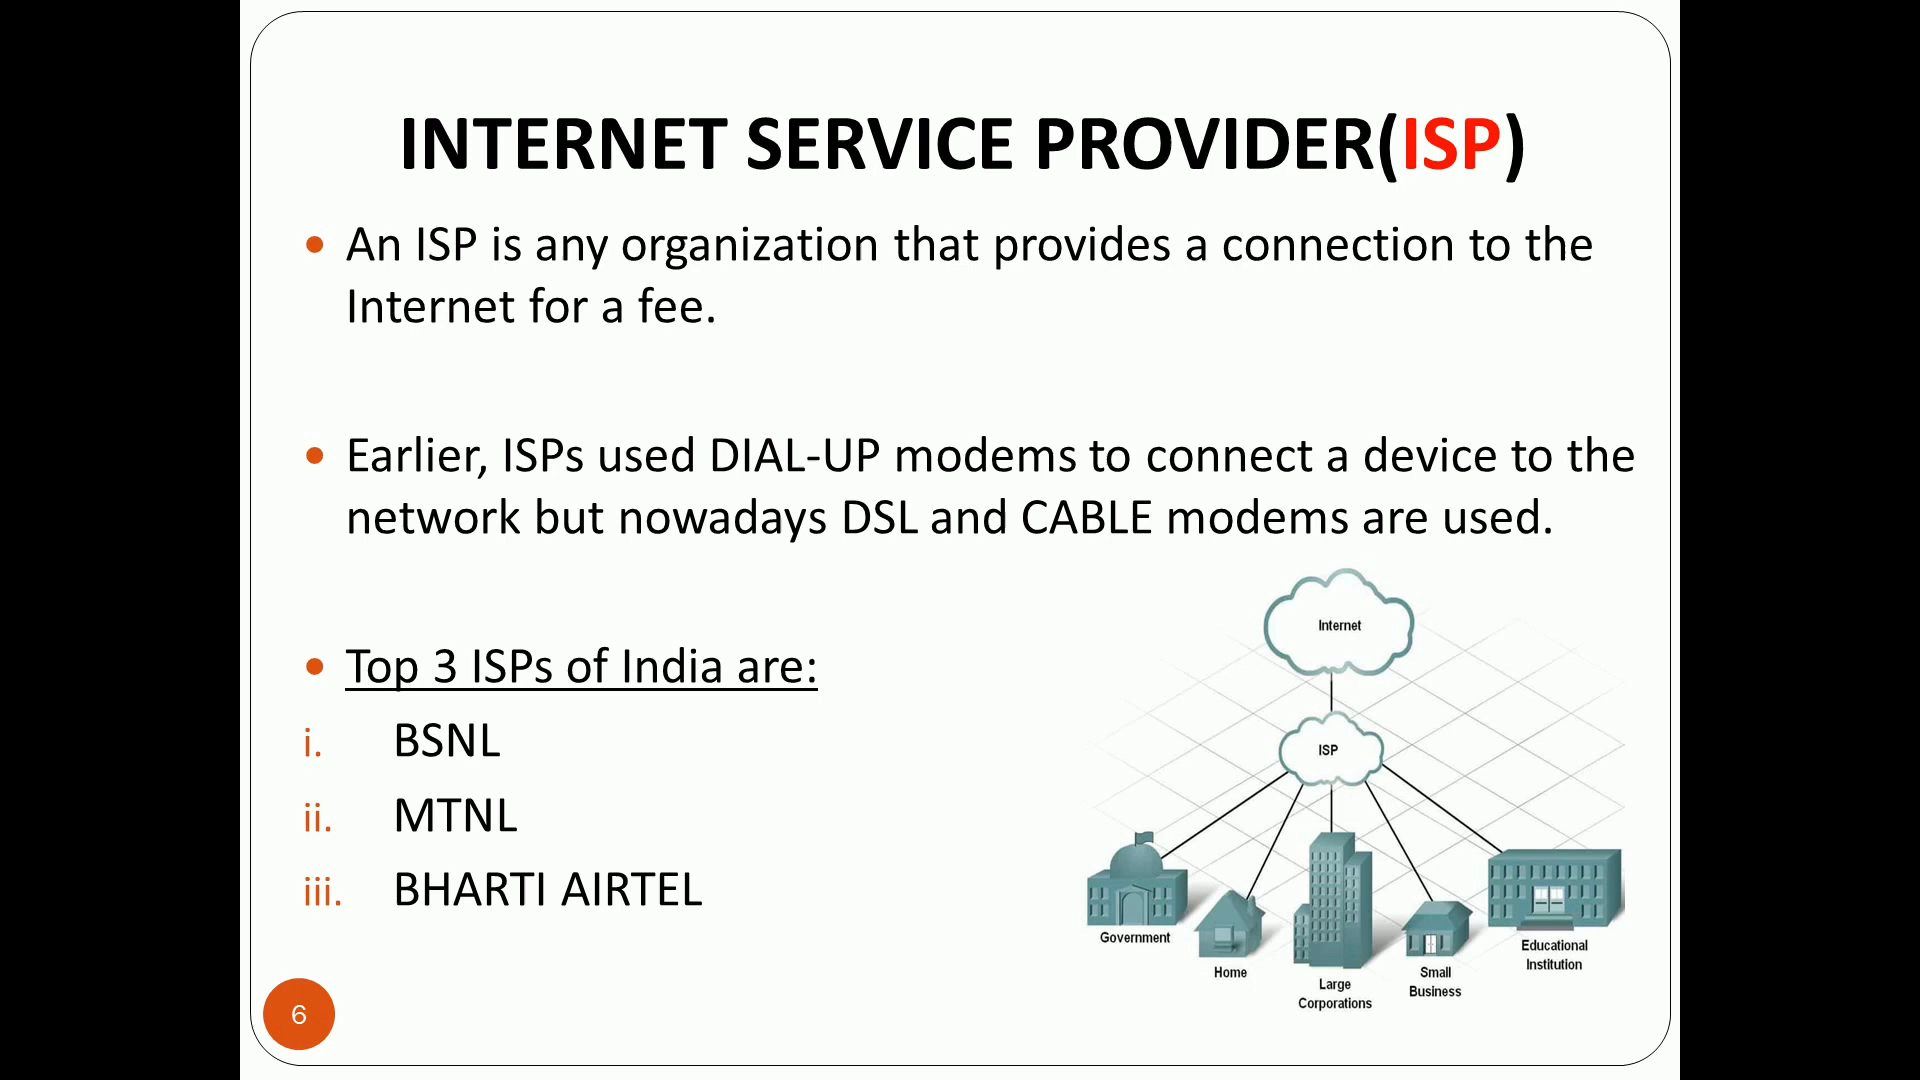 INTERNET SERVICE PROVIDER(ISP)
• An ISP is any organization that provides a connection to the
Internet for a fee.
• Earlier, ISPs used DIAL-UP modems to connect a device to the
network but nowadays DSL and CABLE modems are used.
• Top 3 ISPs of India are:
i. BSNL
ii. MTNL
iii. BHARTI AIRTEL
Internet
ISP
Government
Home
Large
Corporations
Small
Business
Educational
Institution
6